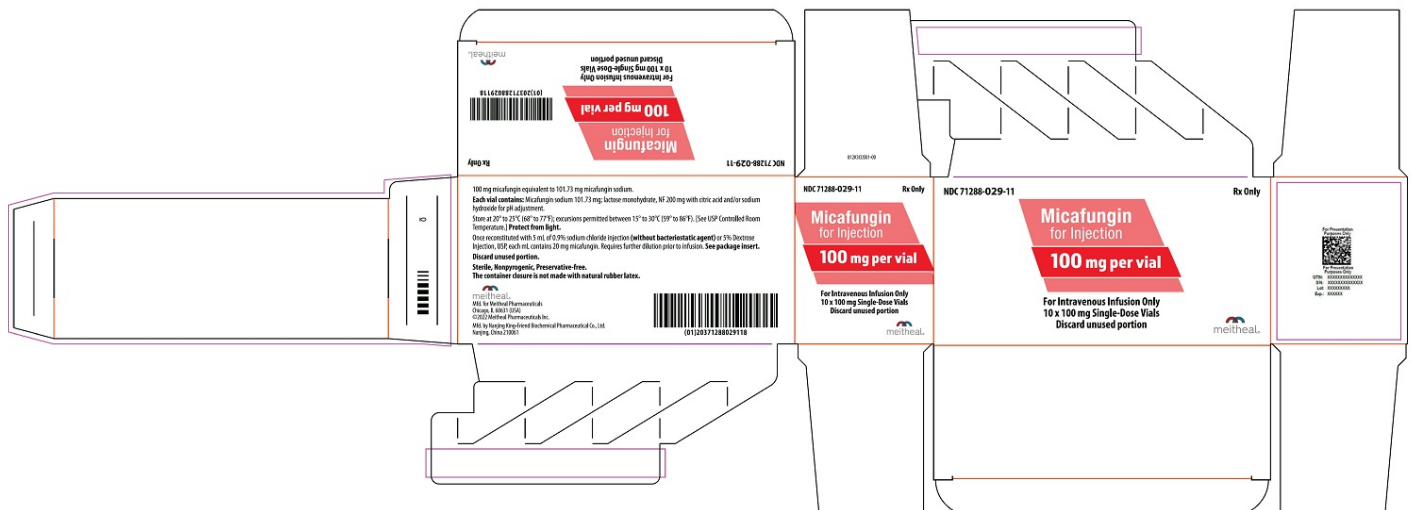 meitheal.
For Intravenous Infusion Only
10 x 100 mg Single-Dose Vials
Discard unused portion
(01)20371288029118
100 mg per vial
Micafungin
for Injection
NDC 71288-029-11
Rx Only
100 mg micafungin equivalent to 101.73 mg micafungin sodium.
Each vial contains: Micafungin sodium 101.73 mg; lactose monohydrate, NF 200 mg with citric acid and/or sodium
hydroxide for pH adjustment.
Store at 20° to 25°C (68° to 77°F); excursions permitted between 15° to 30°C (59° to 86°F). [See USP Controlled Room
Temperature.] Protect from light.
Once reconstituted with 5 mL of 0.9% sodium chloride injection (without bacteriostatic agent) or 5% Dextrose
Injection, USP, each mL contains 20 mg micafungin. Requires further dilution prior to infusion. See package insert.
Discard unused portion.
Sterile, Nonpyrogenic, Preservative-free.
The container closure is not made with natural rubber latex.
meitheal.
Mfd. for Meitheal Pharmaceuticals
Chicago, IL 60631 (USA)
©2022 Meitheal Pharmaceuticals Inc.
Mfd. by Nanjing King-friend Biochemical Pharmaceutical Co., Ltd.
Nanjing, China 210061
(01)20371288029118
NDC 71288-029-11
Rx Only
Micafungin
for Injection
100 mg per vial
For Intravenous Infusion Only
10 x 100 mg Single-Dose Vials
Discard unused portion
meitheal.
NDC 71288-029-11
Rx Only
Micafungin
for Injection
100 mg per vial
For Intravenous Infusion Only
10 x 100 mg Single-Dose Vials
Discard unused portion
meitheal.
For Presentation
Purposes Only
For Presentation
Purposes Only
GTIN: XXXXXXXXXXXXXX
SN: XXXXXXXXXXXXXX
Lot: XXXXXXXXX
Exp.: XXXXXX